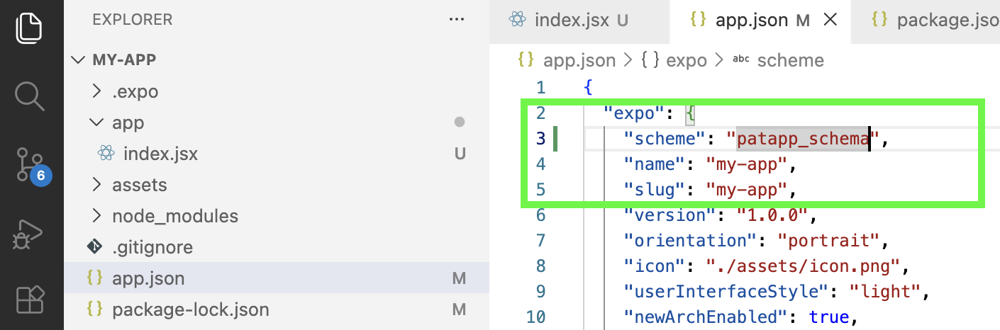 EXPLORER ...
MY-APP
.expo
app
index.jsx U
assets
node_modules
.gitignore
{} app.json M
{} package-lock.json M
6
index.jsx U
{} app.json M
{} package.jso
{} app.json > {} expo > abc scheme
1 {
2 "expo": {
3 "scheme": "patapp_schema",
4 "name": "my-app",
5 "slug": "my-app",
6 "version": "1.0.0",
7 "orientation": "portrait",
8 "icon": "./assets/icon.png",
9 "userInterfaceStyle": "light",
10 "newArchEnabled": true,